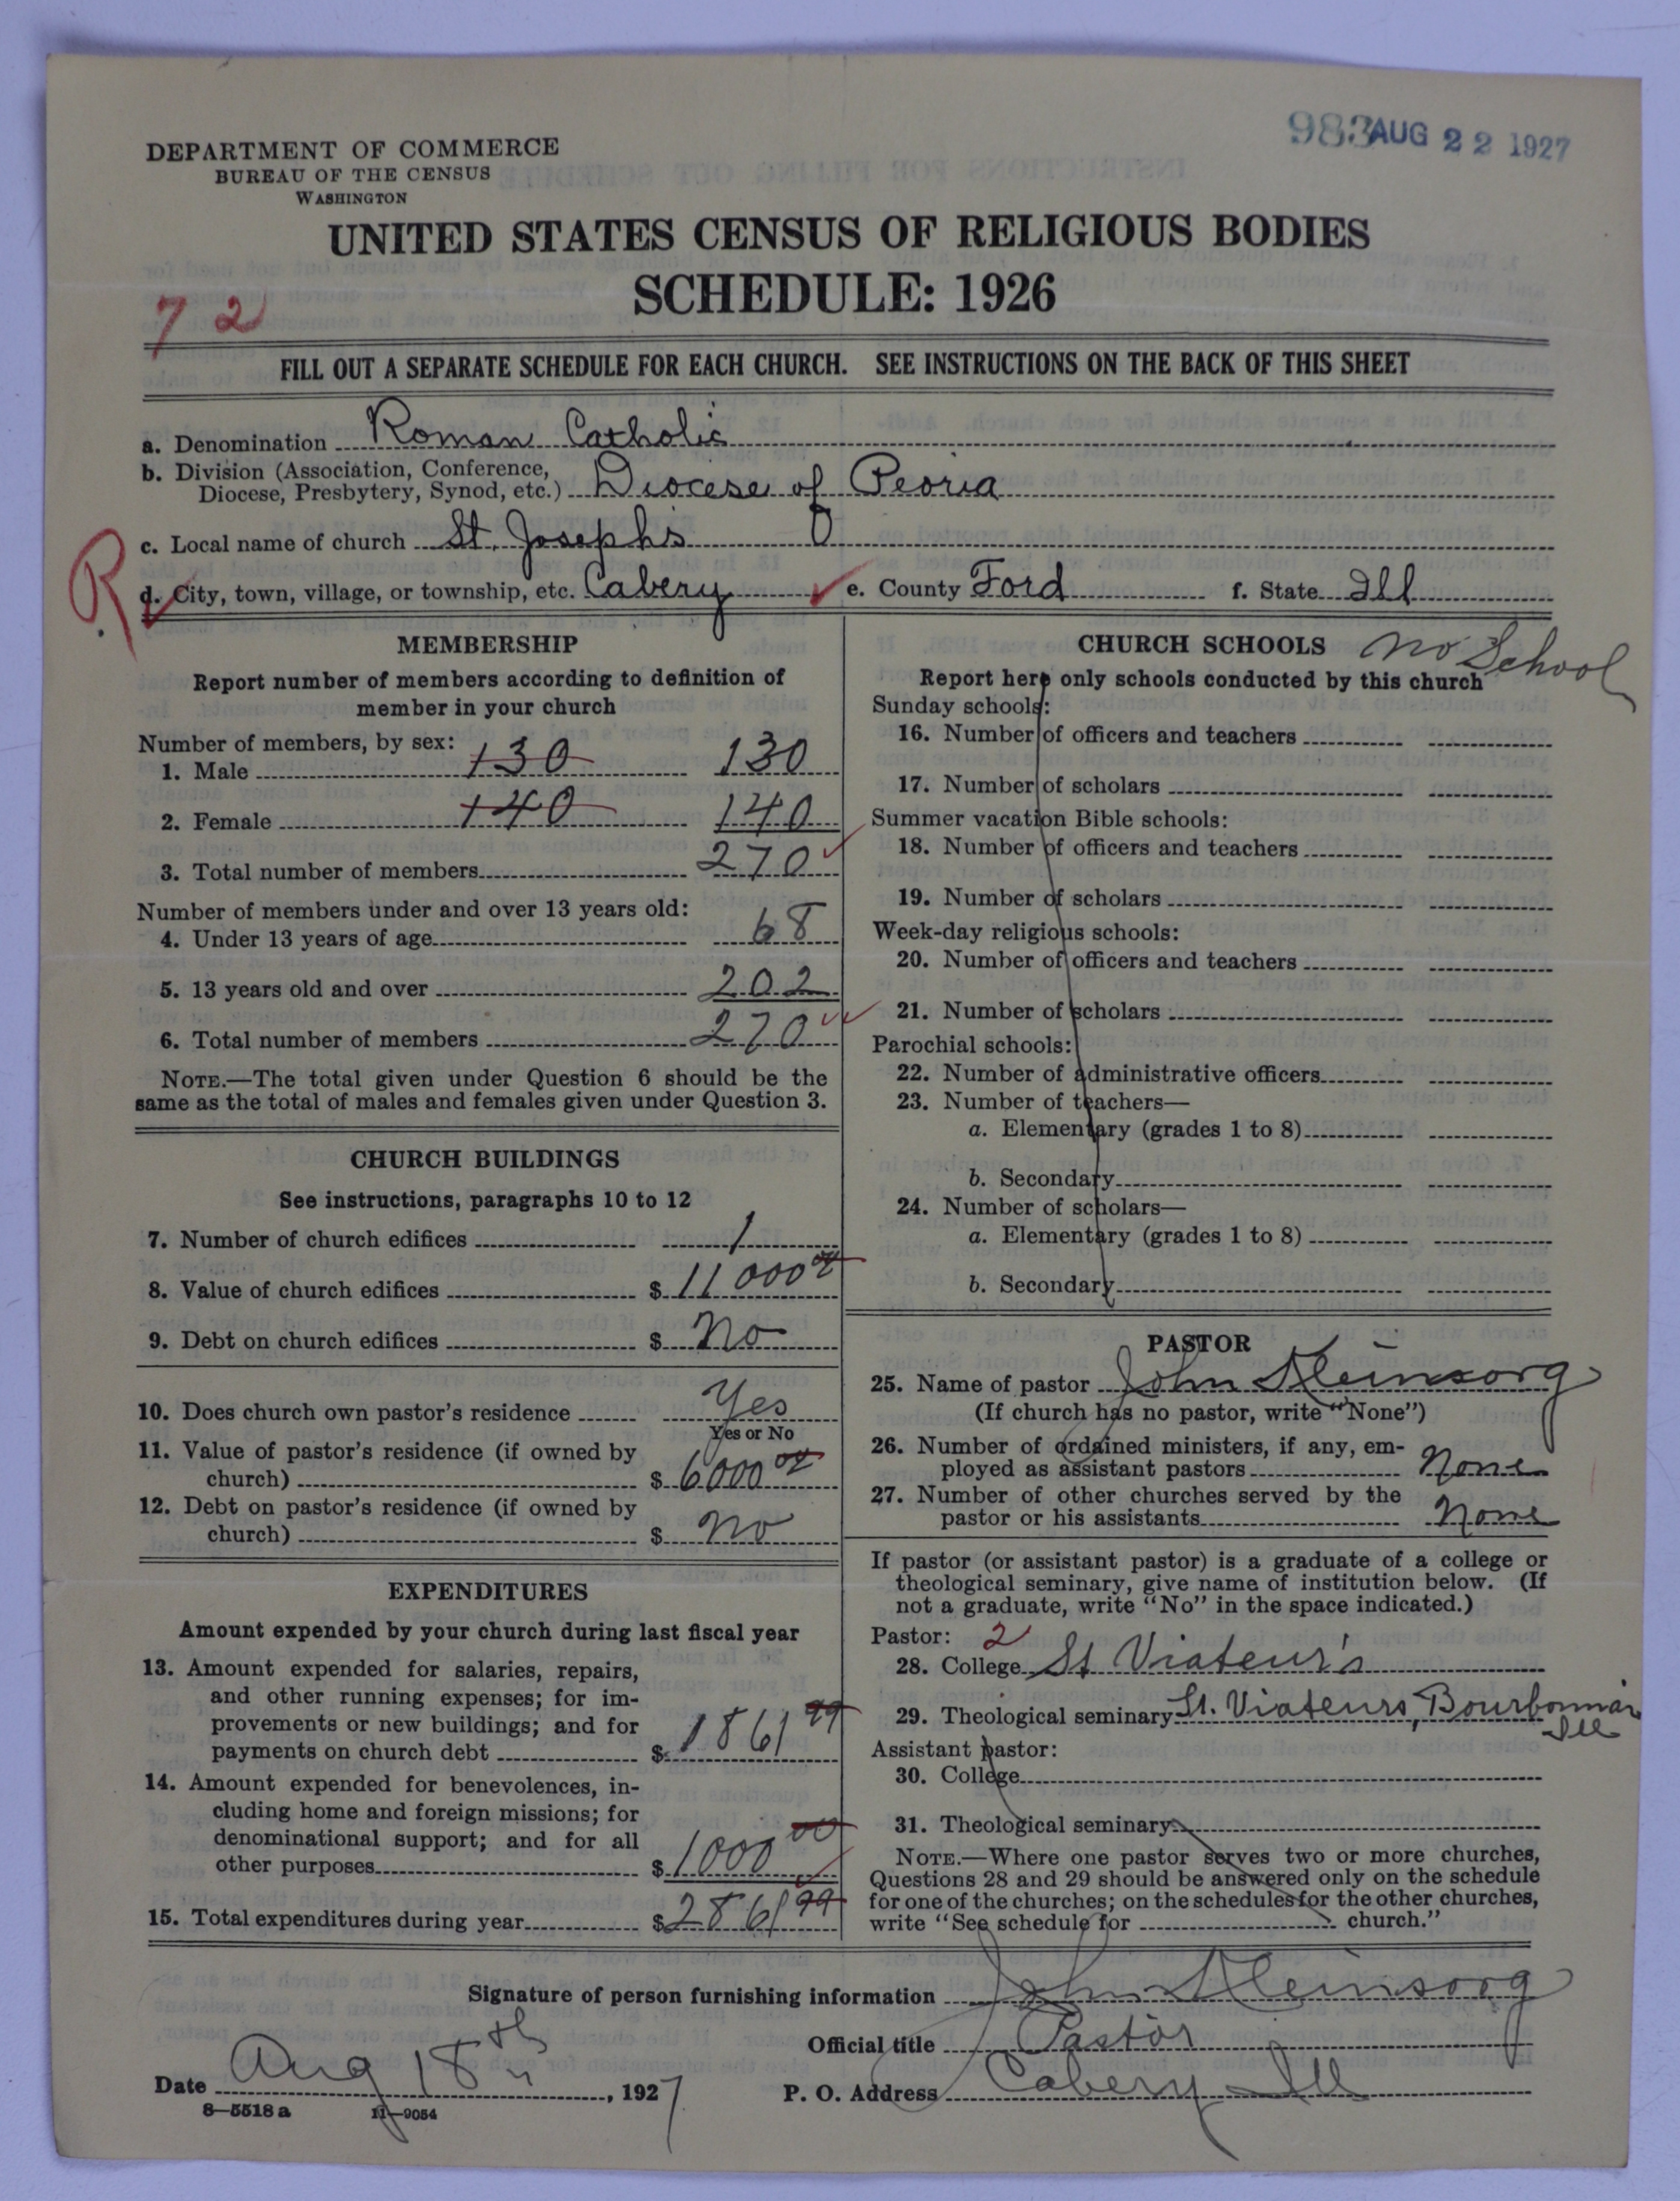 983 AUG 22 1927
DEPARTMENT OF COMMERCE
BUREAU OF THE CENSUS
WASHINGTON
UNITED STATES CENSUS OF RELIGIOUS BODIES
SCHEDULE: 1926
7 2
FILL OUT A SEPARATE SCHEDULE FOR EACH CHURCH. SEE INSTRUCTIONS ON THE BACK OF THIS SHEET
a. Denomination Roman Catholic
b. Division (Association, Conference,
Diocese, Presbytery, Synod, etc.) Diocese of Peoria
c. Local name of church St. Joseph's
R
d. City, town, village, or township, etc. Cabery e. County Ford f. State Ill
MEMBERSHIP
Report number of members according to definition of
member in your church
Number of members, by sex:
1. Male 130 130
2. Female 140 140
3. Total number of members 270
Number of members under and over 13 years old:
4. Under 13 years of age 68
5. 13 years old and over 202
6. Total number of members 270
NOTE.—The total given under Question 6 should be the
same as the total of males and females given under Question 3.
CHURCH BUILDINGS
See instructions, paragraphs 10 to 12
7. Number of church edifices 1
8. Value of church edifices $ 11000 00
9. Debt on church edifices $ No
10. Does church own pastor's residence Yes
Yes or No
11. Value of pastor's residence (if owned by
church) $ 6000 00
12. Debt on pastor's residence (if owned by
church) $ No
EXPENDITURES
Amount expended by your church during last fiscal year
13. Amount expended for salaries, repairs,
and other running expenses; for im-
provements or new buildings; and for
payments on church debt $ 1861 99
14. Amount expended for benevolences, in-
cluding home and foreign missions; for
denominational support; and for all
other purposes $ 1000 00
15. Total expenditures during year $ 2861 99
CHURCH SCHOOLS No School
Report here only schools conducted by this church
Sunday schools:
16. Number of officers and teachers
17. Number of scholars
Summer vacation Bible schools:
18. Number of officers and teachers
19. Number of scholars
Week-day religious schools:
20. Number of officers and teachers
21. Number of scholars
Parochial schools:
22. Number of administrative officers
23. Number of teachers—
a. Elementary (grades 1 to 8)
b. Secondary
24. Number of scholars—
a. Elementary (grades 1 to 8)
b. Secondary
PASTOR
25. Name of pastor John Kleinsorg
(If church has no pastor, write "None")
26. Number of ordained ministers, if any, em-
ployed as assistant pastors None
27. Number of other churches served by the
pastor or his assistants None
If pastor (or assistant pastor) is a graduate of a college or
theological seminary, give name of institution below. (If
not a graduate, write "No" in the space indicated.)
Pastor: 2
28. College St Viateur's
29. Theological seminary St. Viateurs, Bourbonnais
Ill
Assistant pastor:
30. College
31. Theological seminary
NOTE.—Where one pastor serves two or more churches,
Questions 28 and 29 should be answered only on the schedule
for one of the churches; on the schedules for the other churches,
write "See schedule for church."
Signature of person furnishing information John Kleinsorg
Official title Pastor
Date Aug 18th, 1927 P. O. Address Cabery Ill
8—5518 a 11—9054